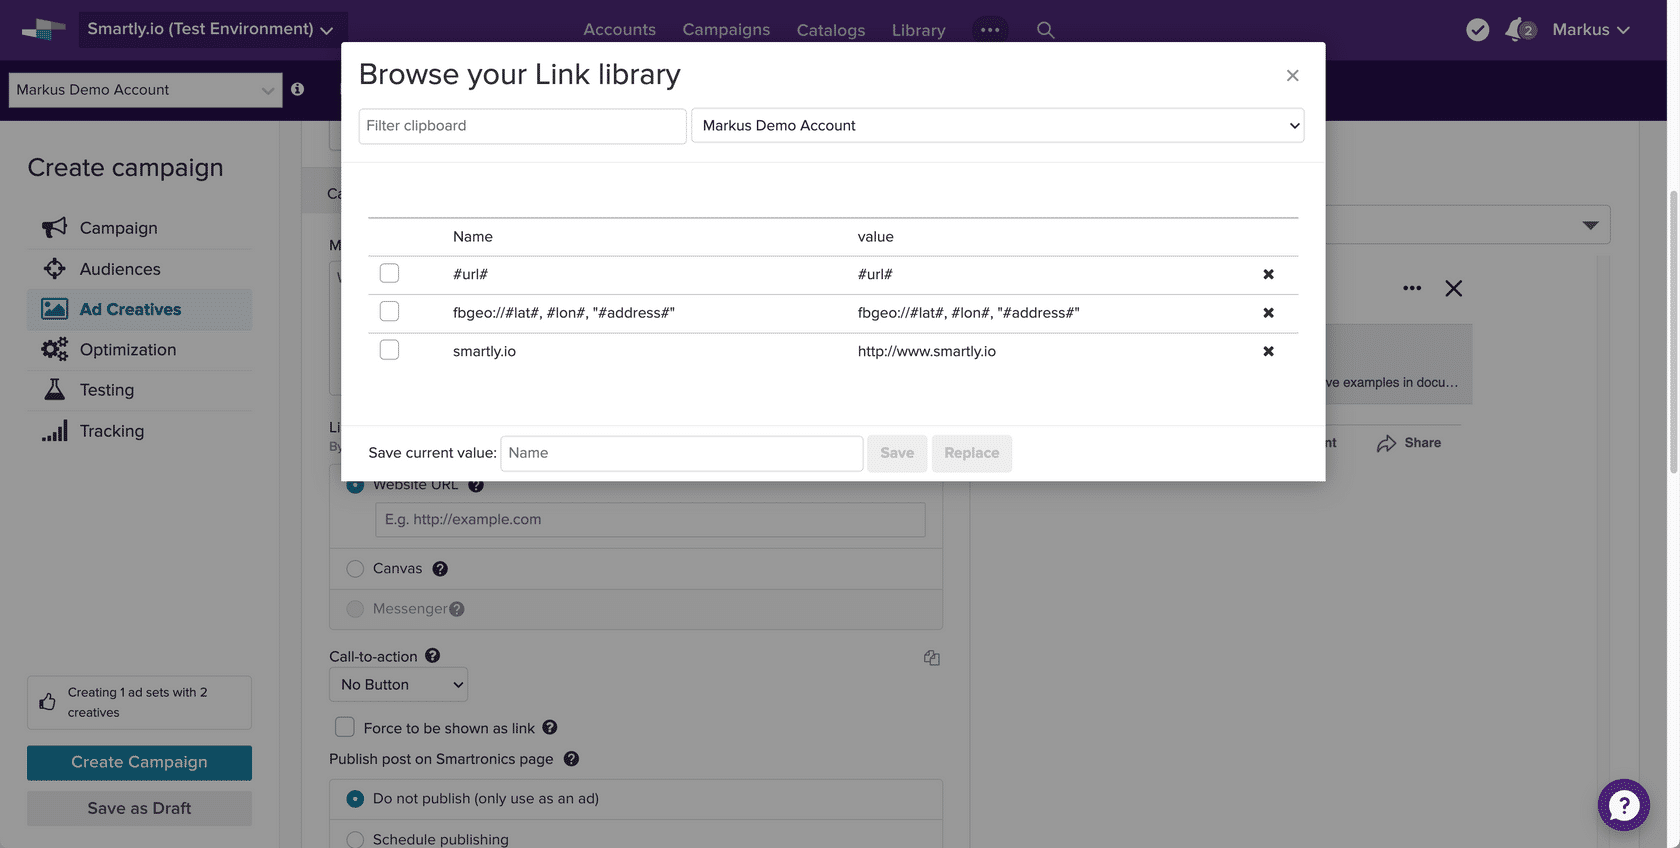 Smartly.io (Test Environment)
Accounts
Campaigns
Catalogs
Library
2
Markus
Markus Demo Account
Browse your Link library
Filter clipboard
Markus Demo Account
Name
value
#url#
#url#
fbgeo://#lat#, #lon#, "#address#"
fbgeo://#lat#, #lon#, "#address#"
smartly.io
http://www.smartly.io
Save current value:
Name
Save
Replace
Create campaign
Campaign
Audiences
Ad Creatives
Optimization
Testing
Tracking
Creating 1 ad sets with 2
creatives
Create Campaign
Save as Draft
Website URL
E.g. http://example.com
Canvas
Messenger
Call-to-action
No Button
Force to be shown as link
Publish post on Smartronics page
Do not publish (only use as an ad)
Schedule publishing
ve examples in docu...
nt
Share